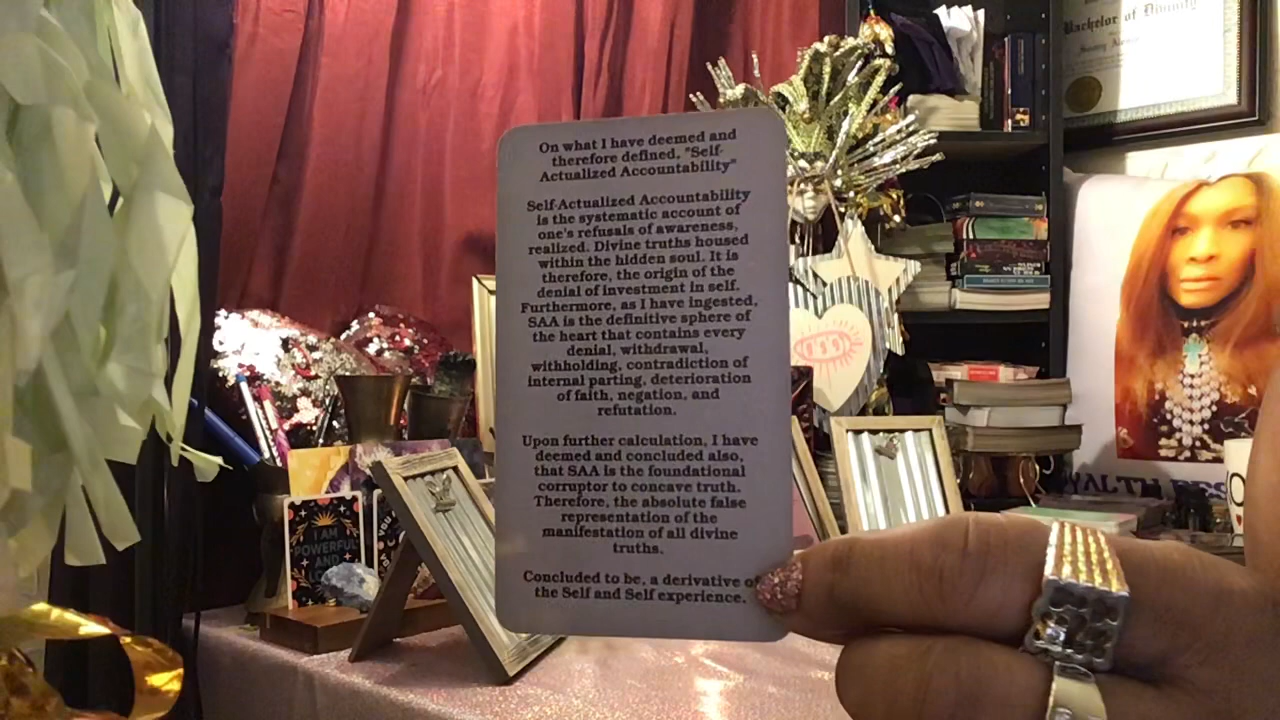 On what I have deemed and
therefore defined, "Self-
Actualized Accountability"
Self-Actualized Accountability
is the systematic account of
one's refusals of awareness,
realized. Divine truths housed
within the hidden soul. It is
therefore, the origin of the
denial of investment in self.
Furthermore, as I have ingested,
SAA is the definitive sphere of
the heart that contains every
denial, withdrawal,
withholding, contradiction of
internal parting, deterioration
of faith, negation, and
refutation.
Upon further calculation, I have
deemed and concluded also,
that SAA is the foundational
corruptor to concave truth.
Therefore, the absolute false
representation of the
manifestation of all divine
truths.
Concluded to be, a derivative of
the Self and Self experience.
Bachelor of Divinity
I AM
POWERFUL
AND
YOU